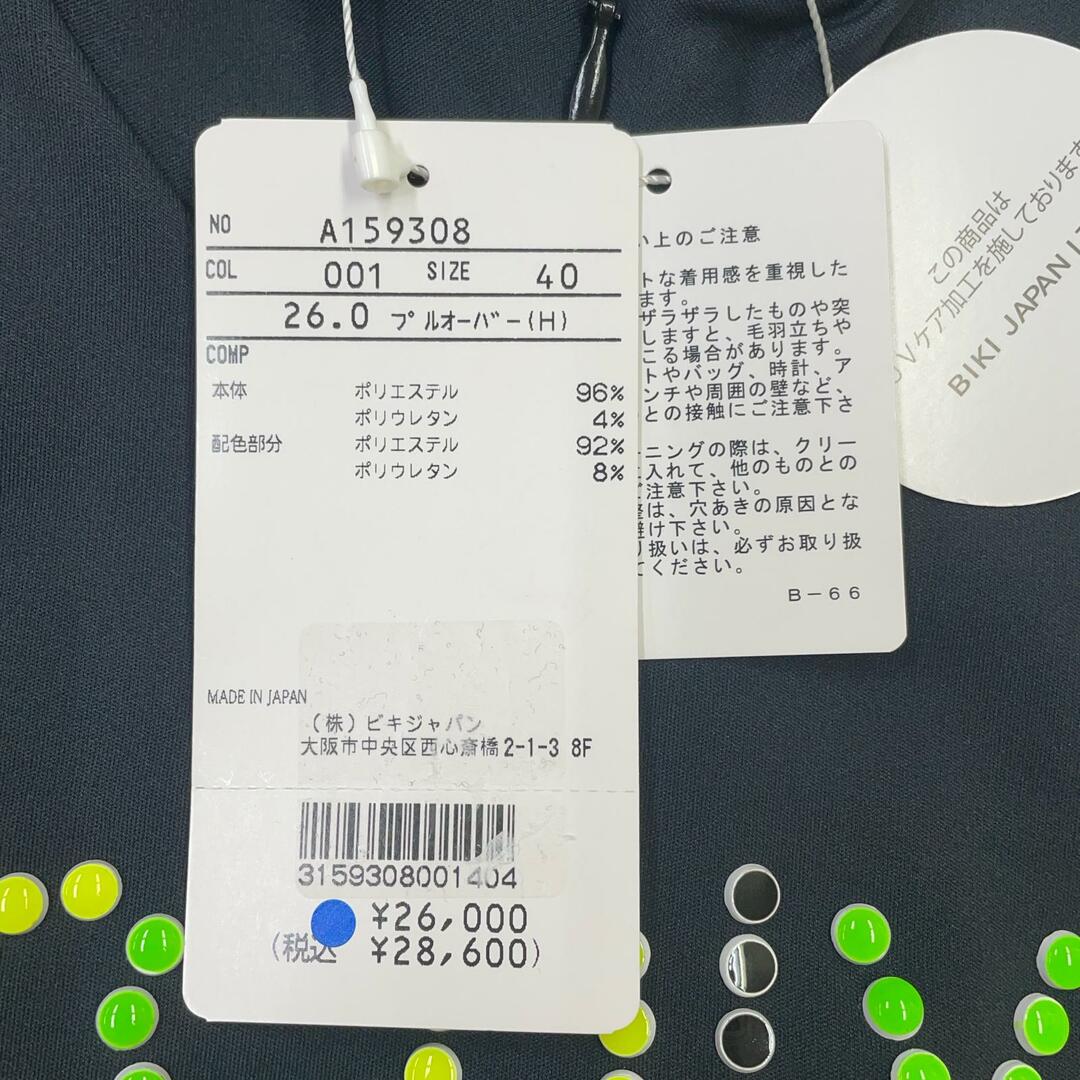 NO A159308
COL 001 SIZE 40
26.0 プルオーバー(H)
COMP
本体 ポリエステル 96%
ポリウレタン 4%
配色部分 ポリエステル 92%
ポリウレタン 8%
MADE IN JAPAN
(株)ビキジャパン
大阪市中央区西心斎橋2-1-3 8F
3159308001404
¥26,000
(税込 ¥28,600)
い上のご注意
トな着用感を重視した
ます。
ザラザラしたものや突
しますと、毛羽立ちや
こる場合があります。
トやバッグ、時計、ア
ンチや周囲の壁など、
との接触にご注意下さ
ニングの際は、クリー
に入れて、他のものとの
ご注意下さい。
は、穴あきの原因とな
避け下さい。
り扱いは、必ずお取り扱
てください。
B-66
この商品は
UVケア加工を施しております
BIKI JAPAN